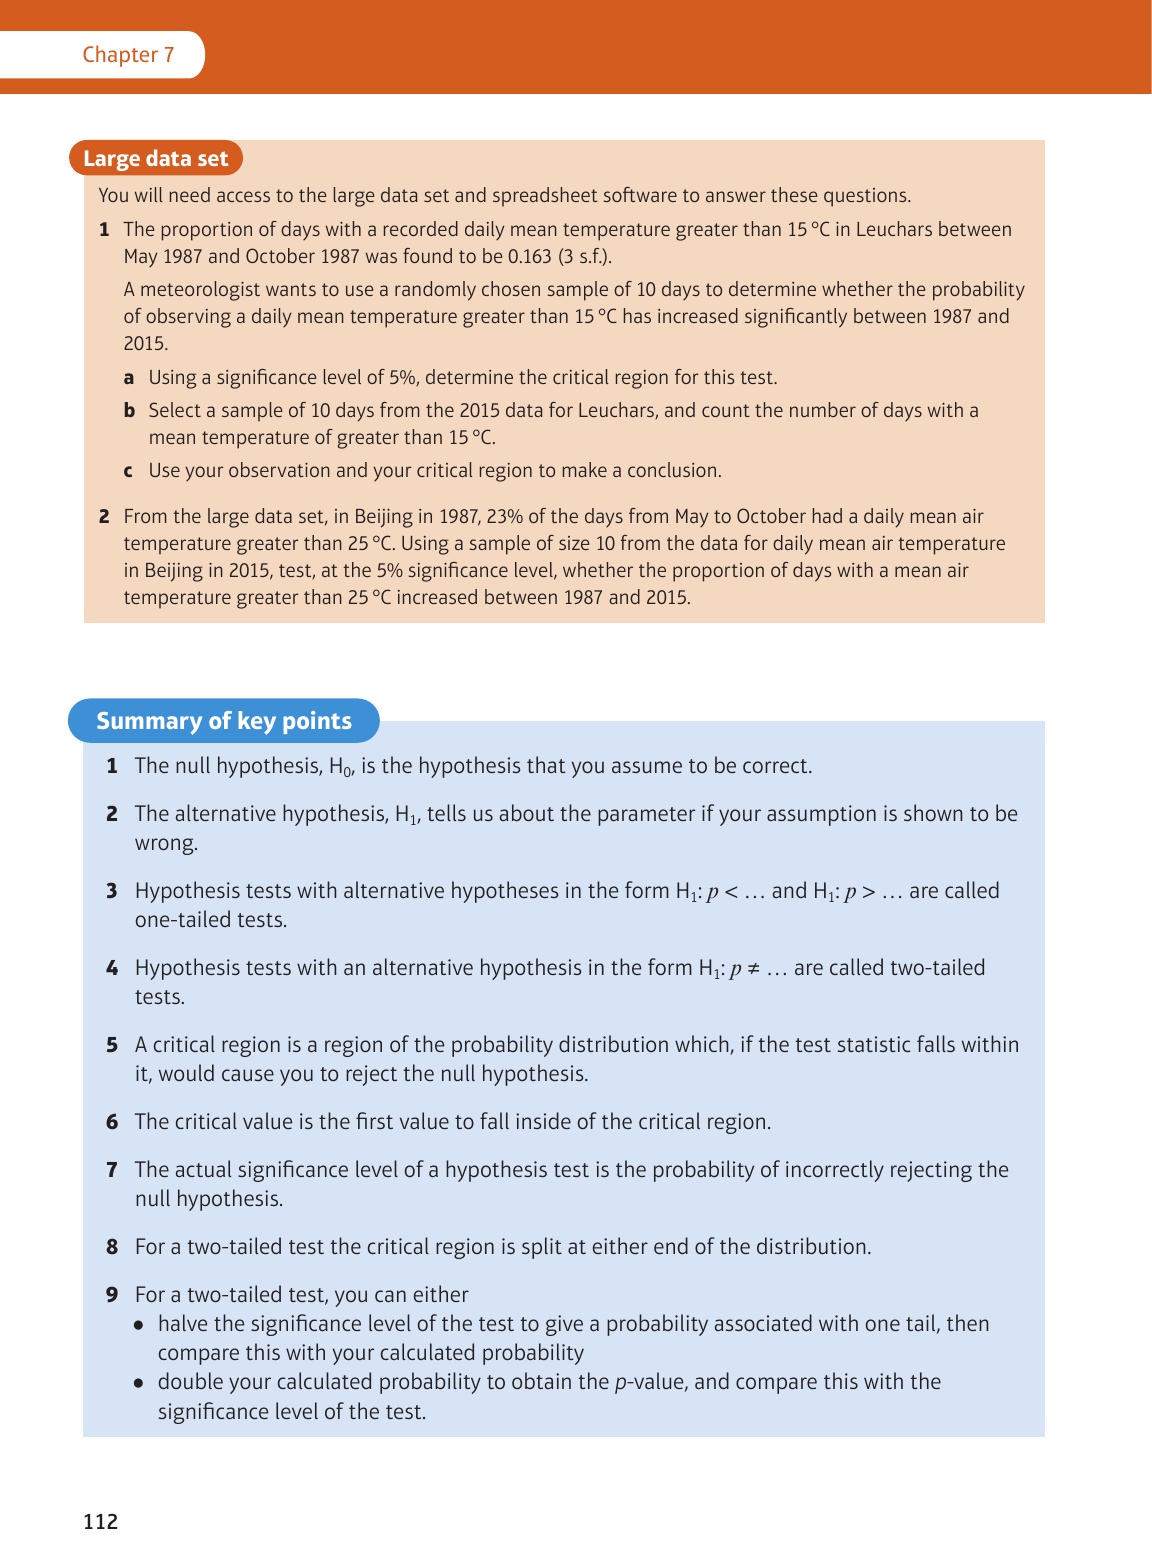 Chapter 7
Large data set
You will need access to the large data set and spreadsheet software to answer these questions.
1 The proportion of days with a recorded daily mean temperature greater than 15 °C in Leuchars between
May 1987 and October 1987 was found to be 0.163 (3 s.f.).
A meteorologist wants to use a randomly chosen sample of 10 days to determine whether the probability
of observing a daily mean temperature greater than 15 °C has increased significantly between 1987 and
2015.
a Using a significance level of 5%, determine the critical region for this test.
b Select a sample of 10 days from the 2015 data for Leuchars, and count the number of days with a
mean temperature of greater than 15 °C.
c Use your observation and your critical region to make a conclusion.
2 From the large data set, in Beijing in 1987, 23% of the days from May to October had a daily mean air
temperature greater than 25 °C. Using a sample of size 10 from the data for daily mean air temperature
in Beijing in 2015, test, at the 5% significance level, whether the proportion of days with a mean air
temperature greater than 25 °C increased between 1987 and 2015.
Summary of key points
1 The null hypothesis, H₀, is the hypothesis that you assume to be correct.
2 The alternative hypothesis, H₁, tells us about the parameter if your assumption is shown to be
wrong.
3 Hypothesis tests with alternative hypotheses in the form H₁: p < … and H₁: p > … are called
one-tailed tests.
4 Hypothesis tests with an alternative hypothesis in the form H₁: p ≠ … are called two-tailed
tests.
5 A critical region is a region of the probability distribution which, if the test statistic falls within
it, would cause you to reject the null hypothesis.
6 The critical value is the first value to fall inside of the critical region.
7 The actual significance level of a hypothesis test is the probability of incorrectly rejecting the
null hypothesis.
8 For a two-tailed test the critical region is split at either end of the distribution.
9 For a two-tailed test, you can either
• halve the significance level of the test to give a probability associated with one tail, then
compare this with your calculated probability
• double your calculated probability to obtain the p-value, and compare this with the
significance level of the test.
112